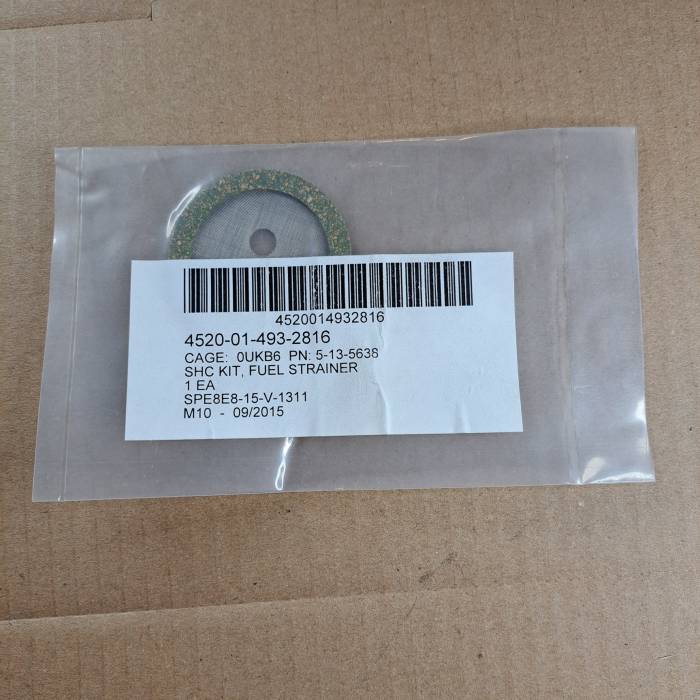 4520014932816
4520-01-493-2816
CAGE: 0UKB6 PN: 5-13-5638
SHC KIT, FUEL STRAINER
1 EA
SPE8E8-15-V-1311
M10 - 09/2015